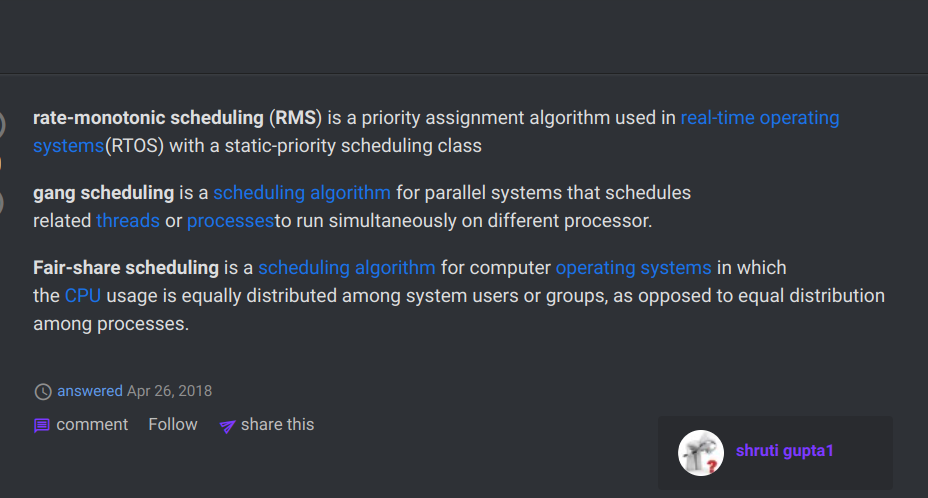 rate-monotonic scheduling (RMS) is a priority assignment algorithm used in real-time operating
systems(RTOS) with a static-priority scheduling class
gang scheduling is a scheduling algorithm for parallel systems that schedules
related threads or processesto run simultaneously on different processor.
Fair-share scheduling is a scheduling algorithm for computer operating systems in which
the CPU usage is equally distributed among system users or groups, as opposed to equal distribution
among processes.
answered Apr 26, 2018
comment Follow share this
shruti gupta1